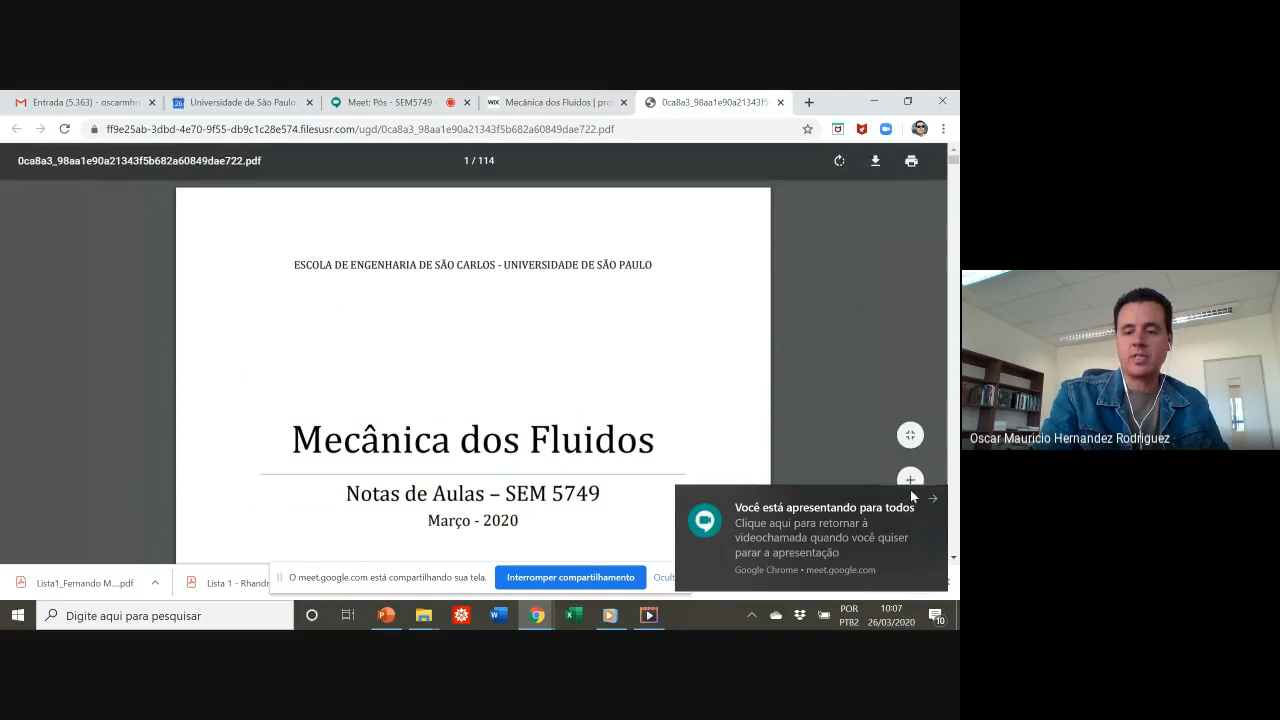 Entrada (5.363) - oscarmhr
Universidade de São Paulo:
Meet: Pós - SEM5749 -
WIX Mecânica dos Fluidos | pro
0ca8a3_98aa1e90a21343f5
ff9e25ab-3dbd-4e70-9f55-db9c1c28e574.filesusr.com/ugd/0ca8a3_98aa1e90a21343f5b682a60849dae722.pdf
0ca8a3_98aa1e90a21343f5b682a60849dae722.pdf
1 / 114
ESCOLA DE ENGENHARIA DE SÃO CARLOS - UNIVERSIDADE DE SÃO PAULO
Mecânica dos Fluidos
Notas de Aulas – SEM 5749
Março - 2020
Você está apresentando para todos
Clique aqui para retornar à
videochamada quando você quiser
parar a apresentação
Google Chrome • meet.google.com
Lista1_Fernando M....pdf
Lista 1 - Rhandr
O meet.google.com está compartilhando sua tela.
Interromper compartilhamento
Ocult
Digite aqui para pesquisar
POR
PTB2
10:07
26/03/2020
10
Oscar Mauricio Hernandez Rodriguez